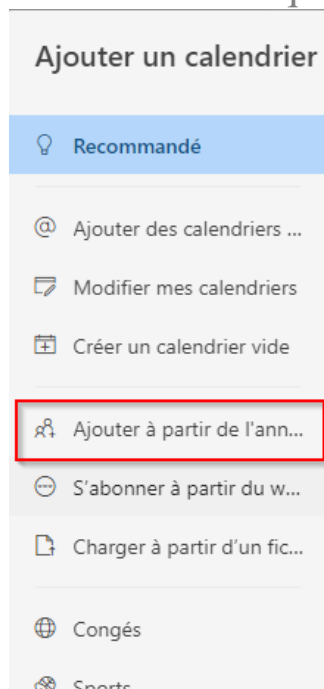 Ajouter un calendrier
Recommandé
Ajouter des calendriers ...
Modifier mes calendriers
Créer un calendrier vide
Ajouter à partir de l'ann...
S'abonner à partir du w...
Charger à partir d'un fic...
Congés
Sports